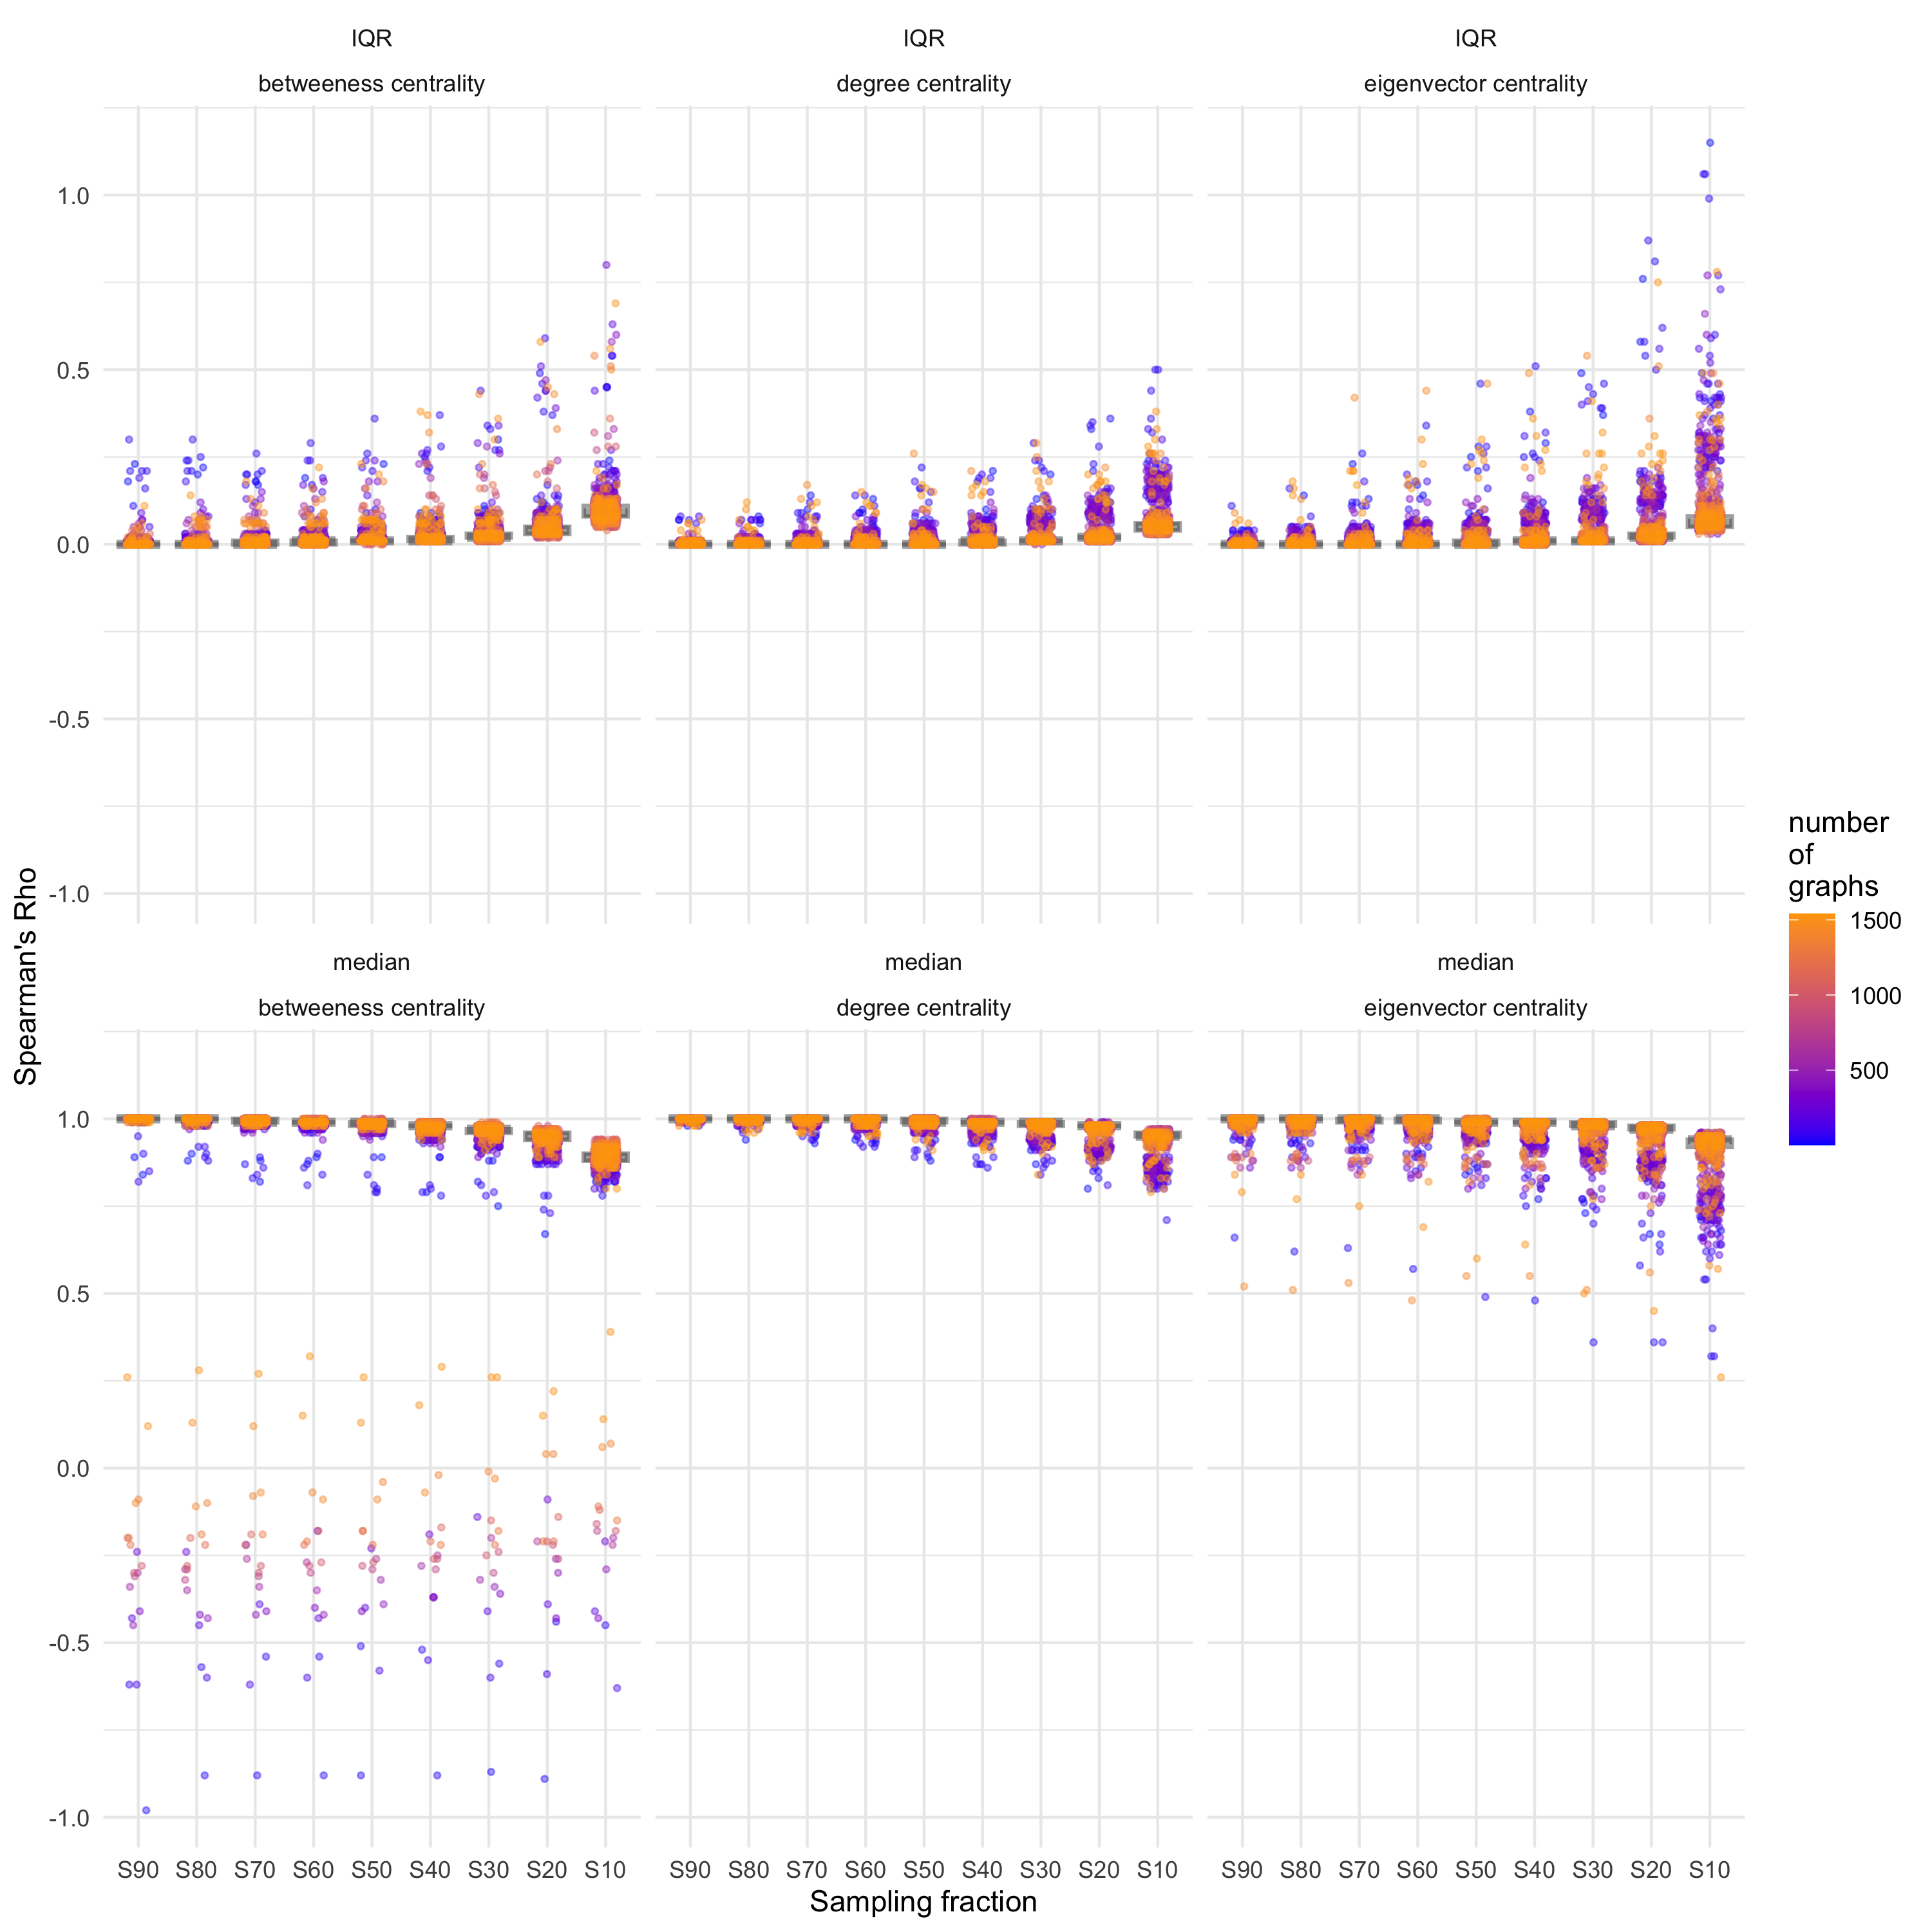 IQR IQR IQR
betweeness centrality degree centrality eigenvector centrality
1.0
0.5
0.0
-0.5
-1.0
Spearman's Rho
median median median
betweeness centrality degree centrality eigenvector centrality
1.0
0.5
0.0
-0.5
-1.0
S90 S80 S70 S60 S50 S40 S30 S20 S10 S90 S80 S70 S60 S50 S40 S30 S20 S10 S90 S80 S70 S60 S50 S40 S30 S20 S10
Sampling fraction
number
of
graphs
1500
1000
500